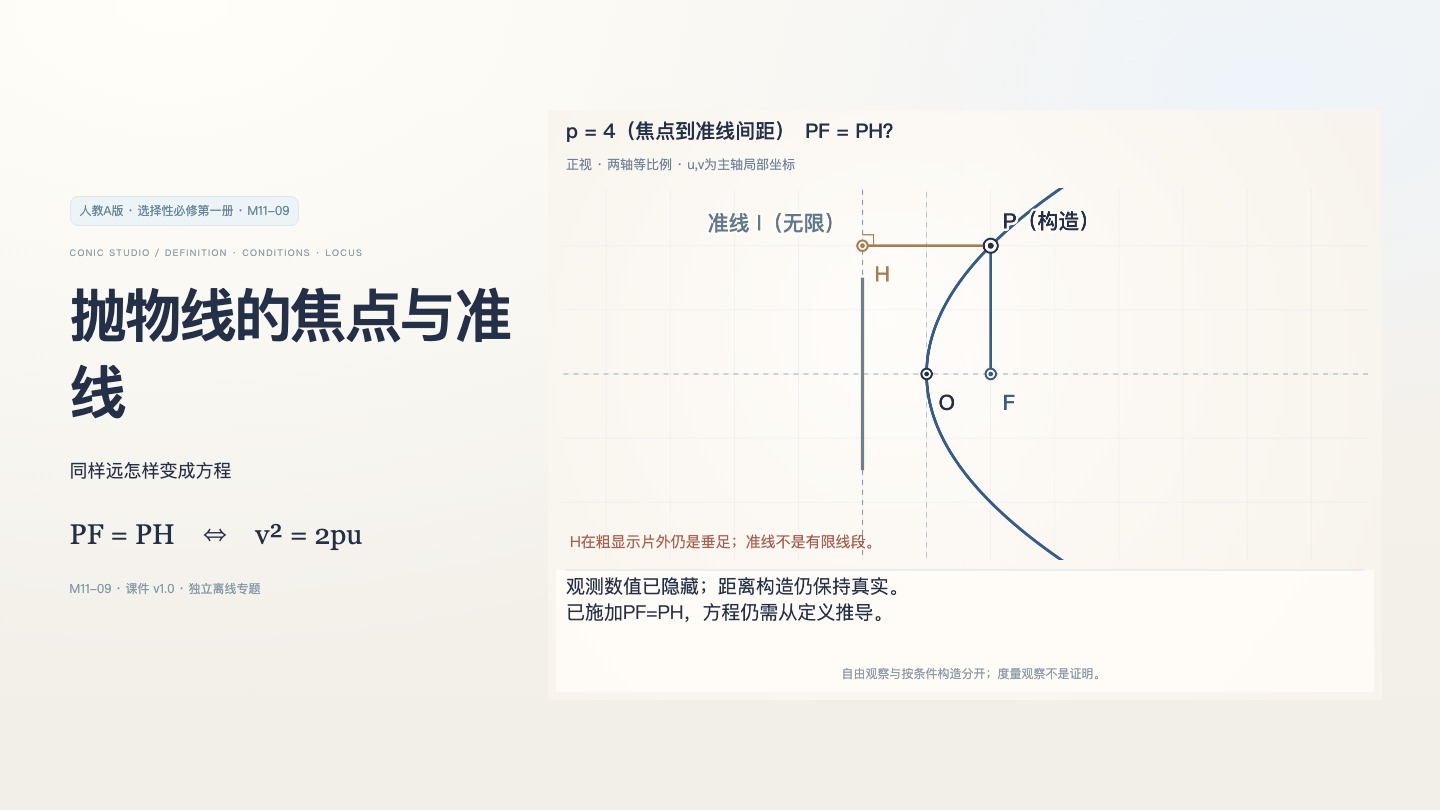 人教A版 · 选择性必修第一册 · M11–09
CONIC STUDIO / DEFINITION · CONDITIONS · LOCUS
抛物线的焦点与准
线
同样远怎样变成方程
PF = PH ⇔ v² = 2pu
M11–09 · 课件 v1.0 · 独立离线专题
p = 4（焦点到准线间距） PF = PH?
正视 · 两轴等比例 · u,v为主轴局部坐标
准线 l（无限）
P（构造）
H
O
F
H在粗显示片外仍是垂足；准线不是有限线段。
观测数值已隐藏；距离构造仍保持真实。
已施加PF=PH，方程仍需从定义推导。
自由观察与按条件构造分开；度量观察不是证明。